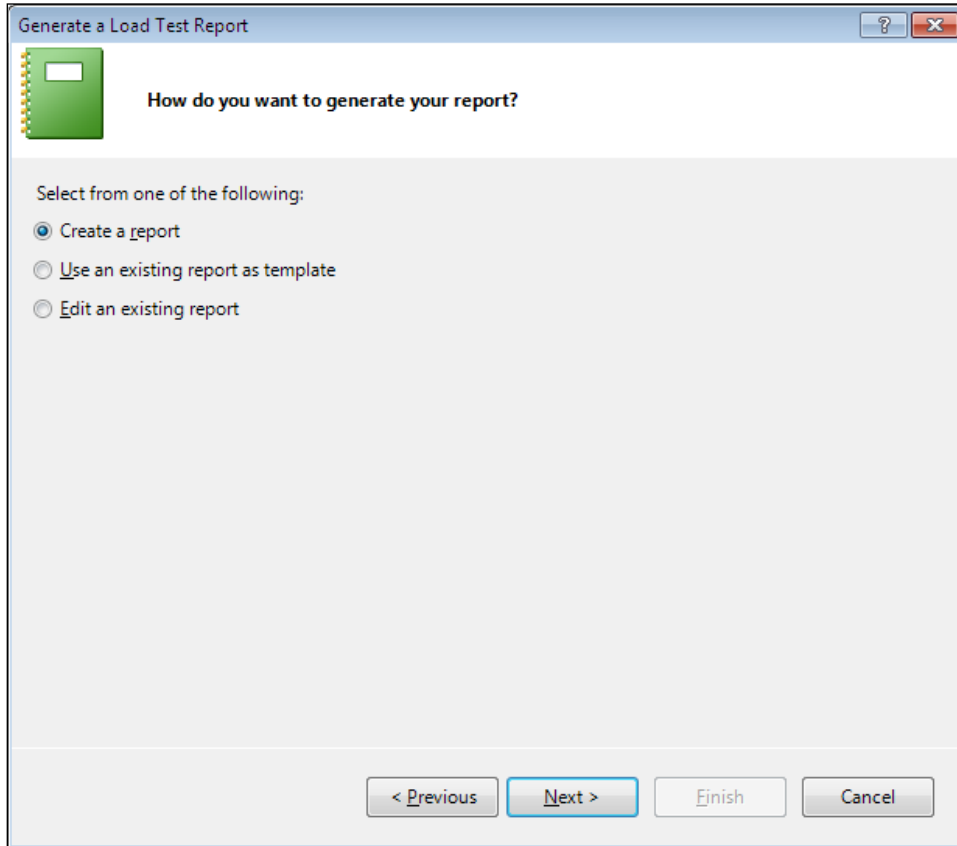 Generate a Load Test Report
?
How do you want to generate your report?
Select from one of the following:
Create a report
Use an existing report as template
Edit an existing report
< Previous Next > Finish Cancel